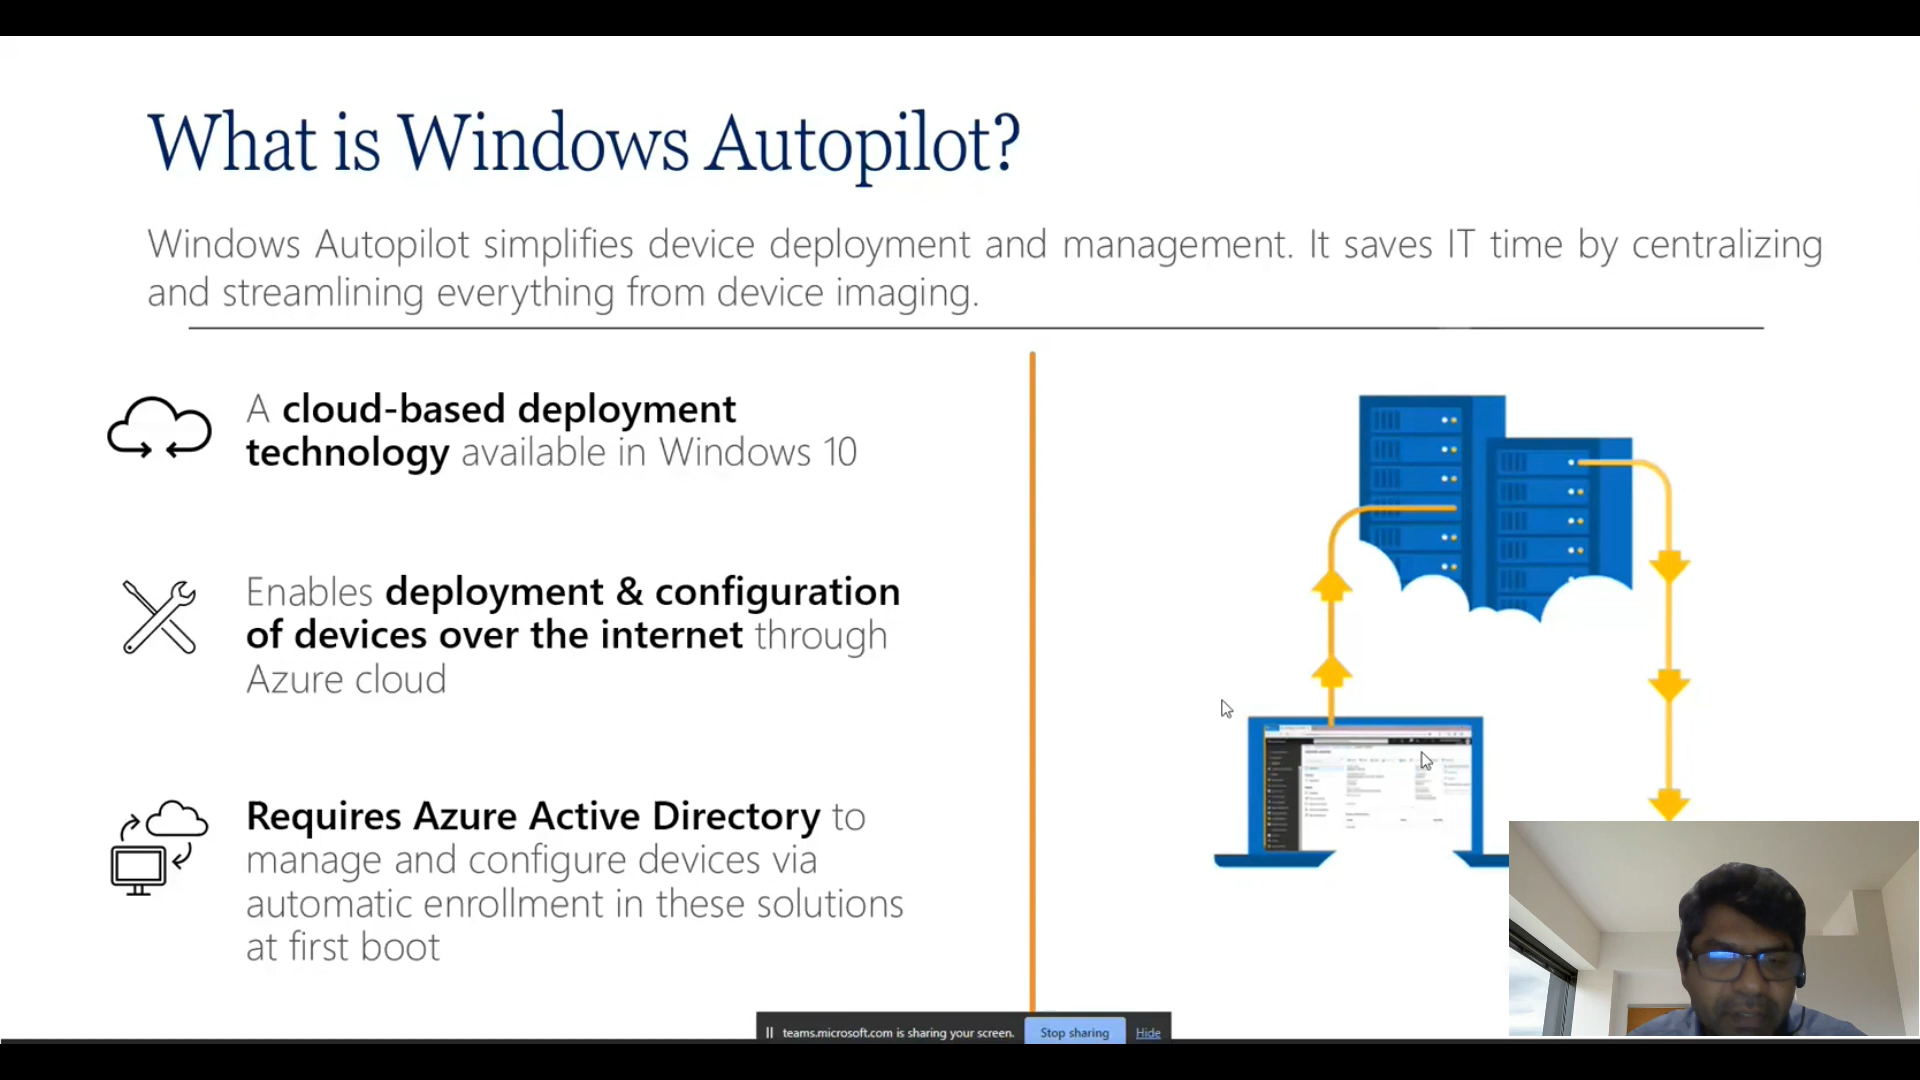 What is Windows Autopilot?
Windows Autopilot simplifies device deployment and management. It saves IT time by centralizing
and streamlining everything from device imaging.
A cloud-based deployment
technology available in Windows 10
Enables deployment & configuration
of devices over the internet through
Azure cloud
Requires Azure Active Directory to
manage and configure devices via
automatic enrollment in these solutions
at first boot
teams.microsoft.com is sharing your screen. Stop sharing Hide